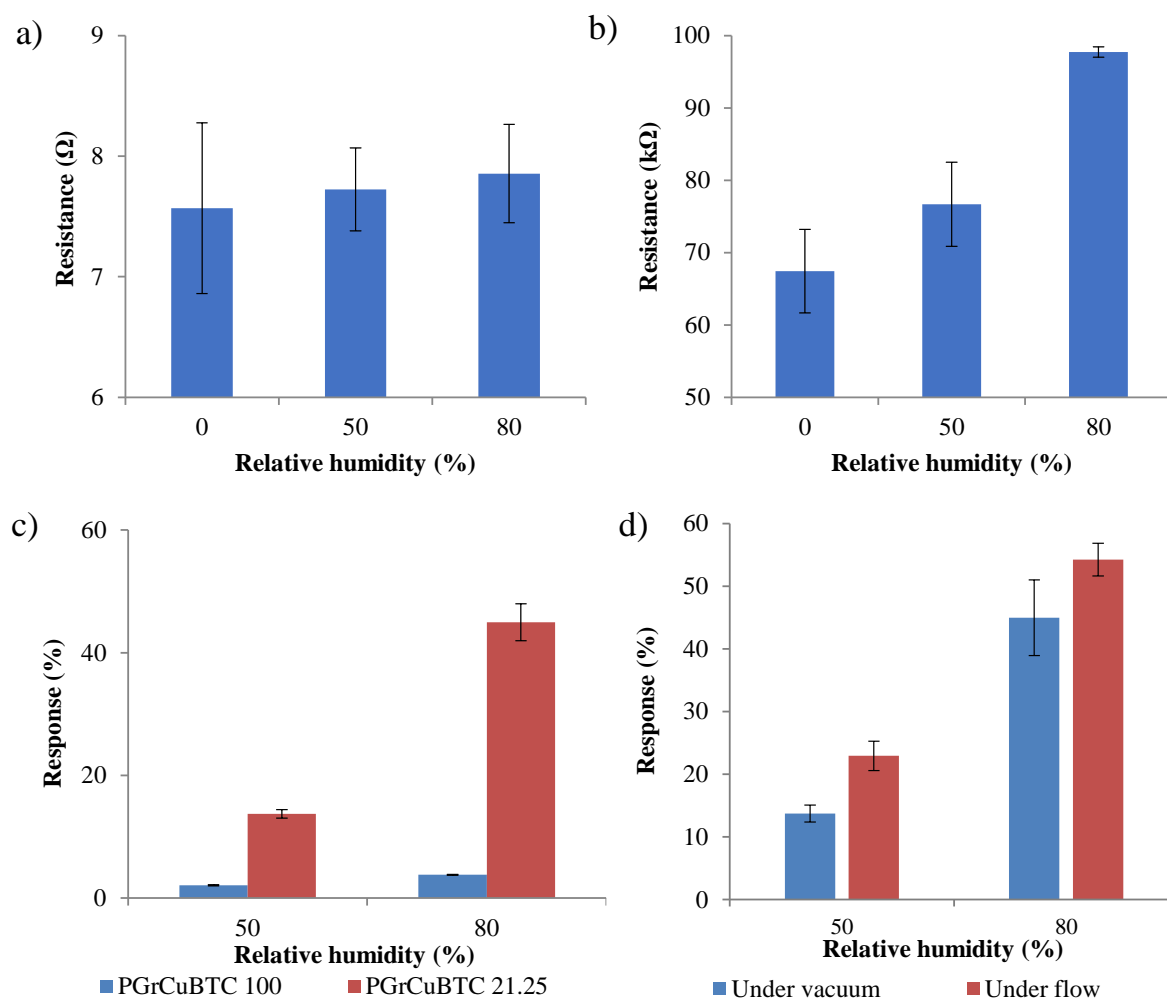 a)
9
8
7
6
Resistance (Ω)
0 50 80
Relative humidity (%)
b)
100
90
80
70
60
50
Resistance (kΩ)
0 50 80
Relative humidity (%)
c)
60
40
20
0
Response (%)
50 80
Relative humidity (%)
PGrCuBTC 100 PGrCuBTC 21.25
d)
60
50
40
30
20
10
0
Response (%)
50 80
Relative humidity (%)
Under vacuum Under flow